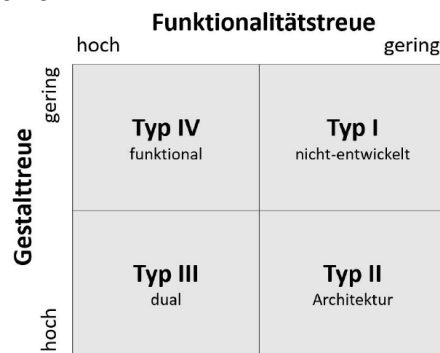 Funktionalitätstreue
hoch gering
Gestalttreue
gering
hoch
Typ IV
funktional
Typ I
nicht-entwickelt
Typ III
dual
Typ II
Architektur